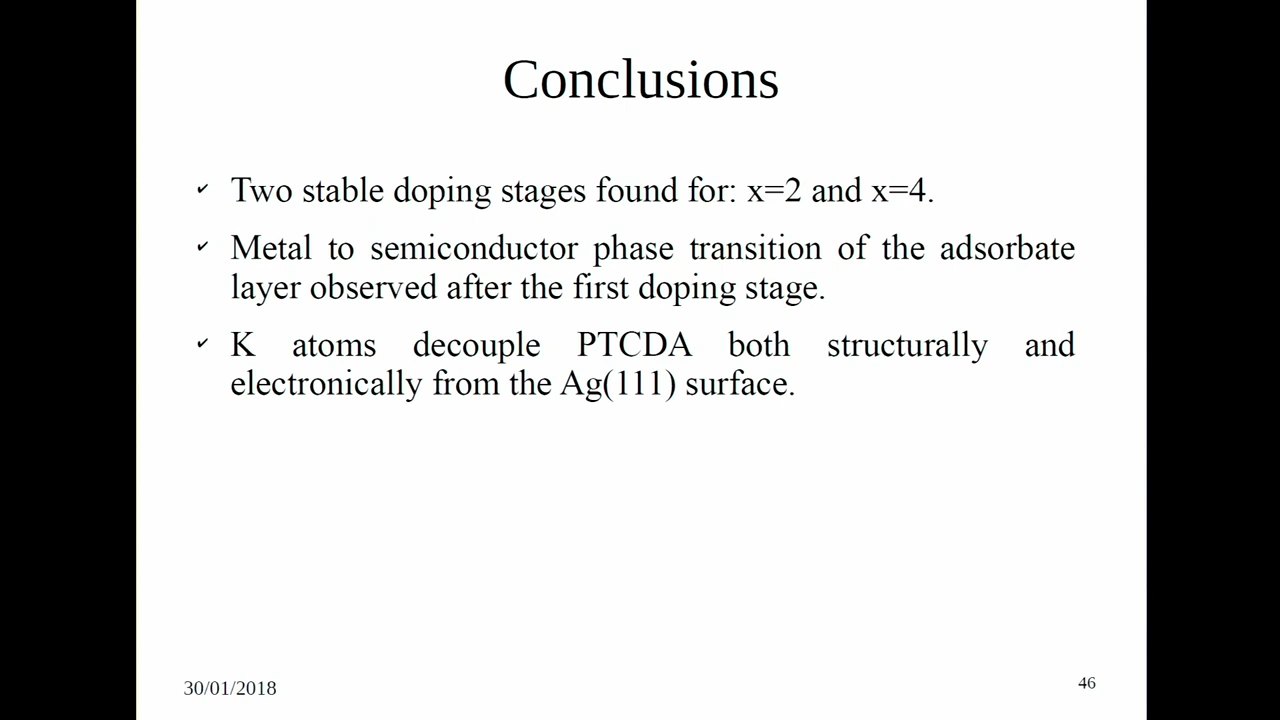 Conclusions
✔ Two stable doping stages found for: x=2 and x=4.
✔ Metal to semiconductor phase transition of the adsorbate
layer observed after the first doping stage.
✔ K atoms decouple PTCDA both structurally and
electronically from the Ag(111) surface.
30/01/2018
46